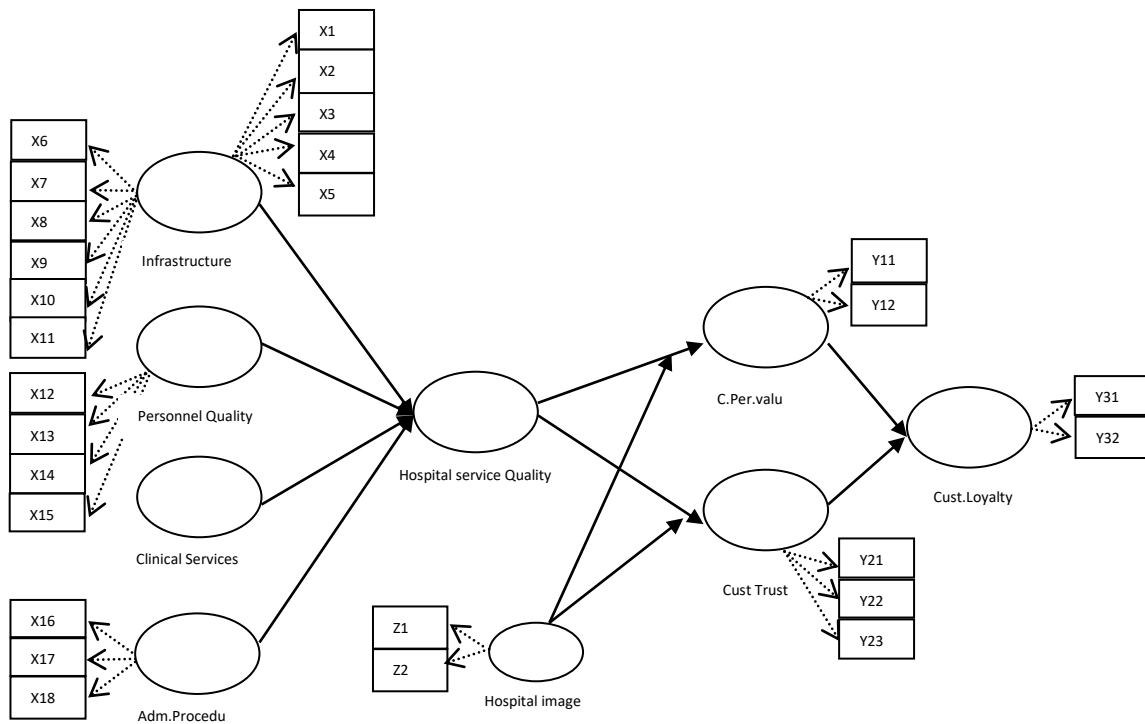 X1
X2
X3
X4
X5
X6
X7
X8
X9
X10
X11
Infrastructure
X12
X13
X14
X15
Personnel Quality
Clinical Services
X16
X17
X18
Adm.Procedu
Hospital service Quality
Z1
Z2
Hospital image
Y11
Y12
C.Per.valu
Cust Trust
Y21
Y22
Y23
Y31
Y32
Cust.Loyalty